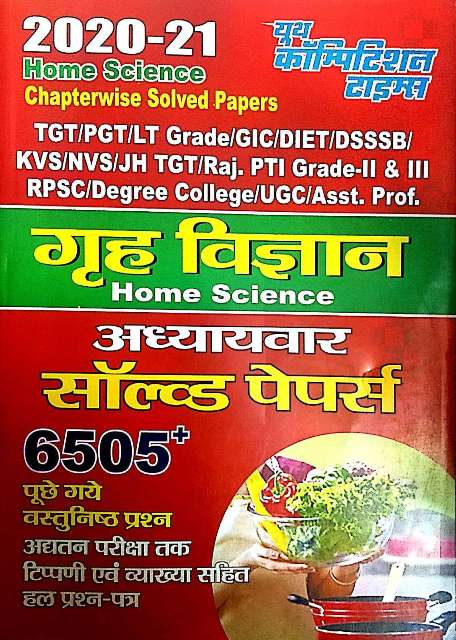 2020-21
Home Science
Chapterwise Solved Papers
यूथ
कॉम्पिटिशन
टाइम्स
TGT/PGT/LT Grade/GIC/DIET/DSSSB/
KVS/NVS/JH TGT/Raj. PTI Grade-II & III
RPSC/Degree College/UGC/Asst. Prof.
गृह विज्ञान
Home Science
अध्यायवार
सॉल्व्ड पेपर्स
6505+
पूछे गये
वस्तुनिष्ठ प्रश्न
अद्यतन परीक्षा तक
टिप्पणी एवं व्याख्या सहित
हल प्रश्न-पत्र